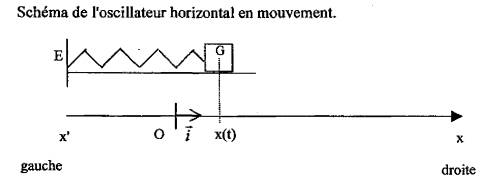 Schéma de l'oscillateur horizontal en mouvement.
E G
x' O i x(t) x
gauche droite